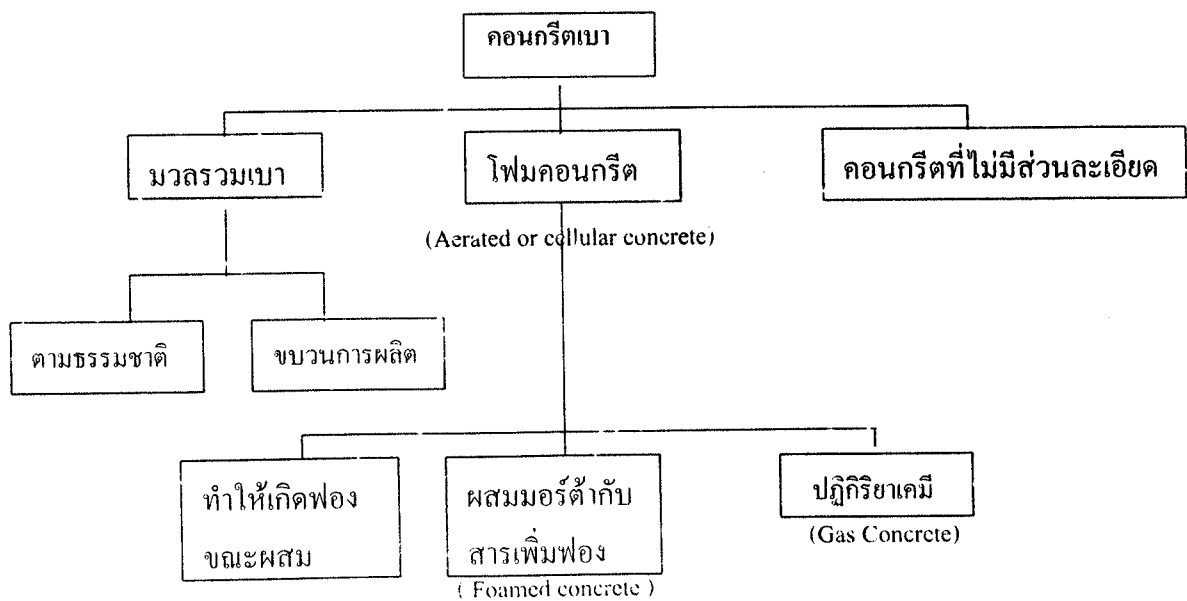 คอนกรีตเบา
มวลรวมเบา
โฟมคอนกรีต
คอนกรีตที่ไม่มีส่วนละเอียด
(Aerated or cellular concrete)
ตามธรรมชาติ
ขบวนการผลิต
ทำให้เกิดฟอง
ขณะผสม
ผสมมอร์ต้ากับ
สารเพิ่มฟอง
(Foamed concrete )
ปฏิกิริยาเคมี
(Gas Concrete)